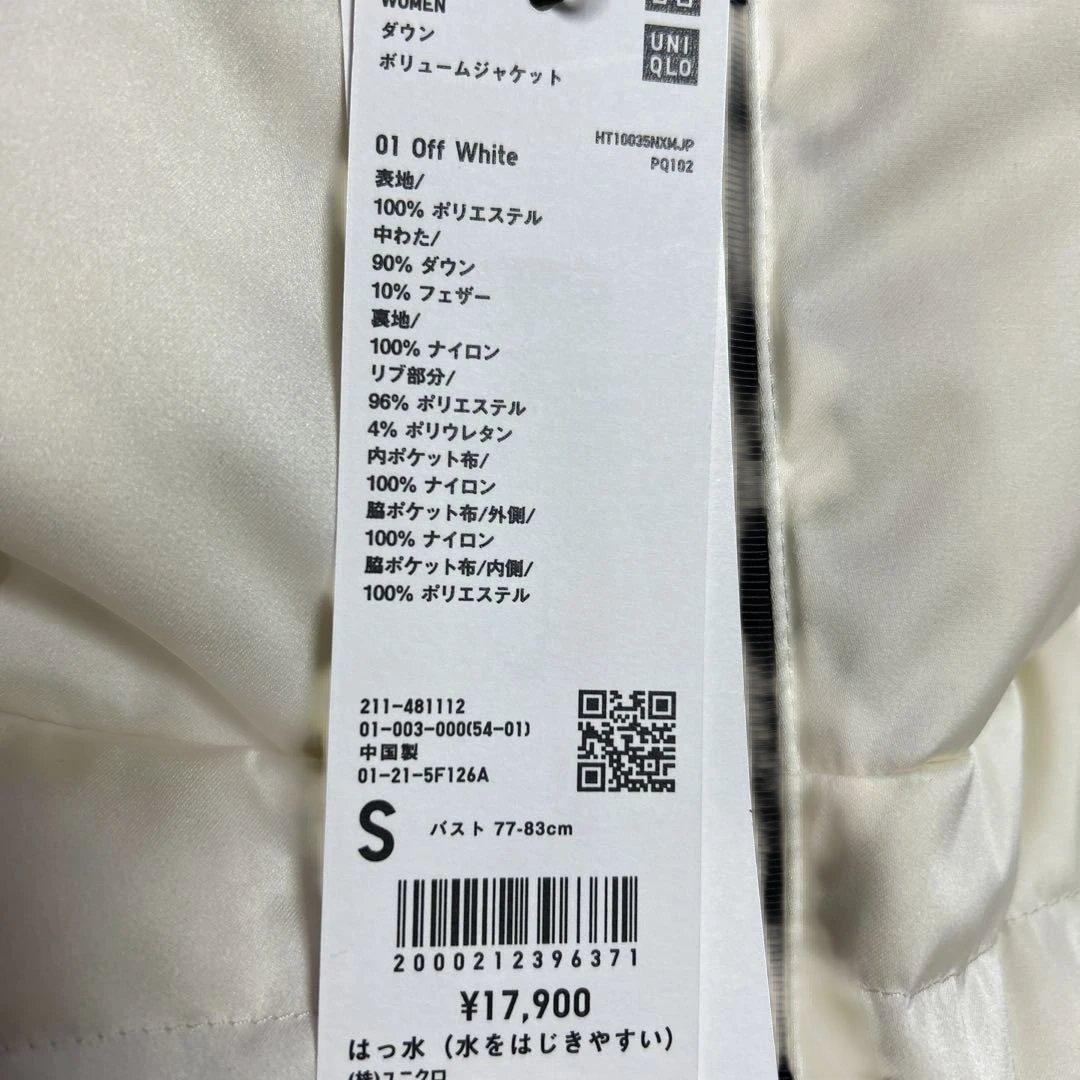 WOMEN
ダウン
ボリュームジャケット
UNI
QLO
01 Off White
HT10035NXMJP
PQ102
表地/
100% ポリエステル
中わた/
90% ダウン
10% フェザー
裏地/
100% ナイロン
リブ部分/
96% ポリエステル
4% ポリウレタン
内ポケット布/
100% ナイロン
脇ポケット布/外側/
100% ナイロン
脇ポケット布/内側/
100% ポリエステル
211-481112
01-003-000(54-01)
中国製
01-21-5F126A
S バスト 77-83cm
2000212396371
¥17,900
はっ水（水をはじきやすい）
(株)ユニクロ